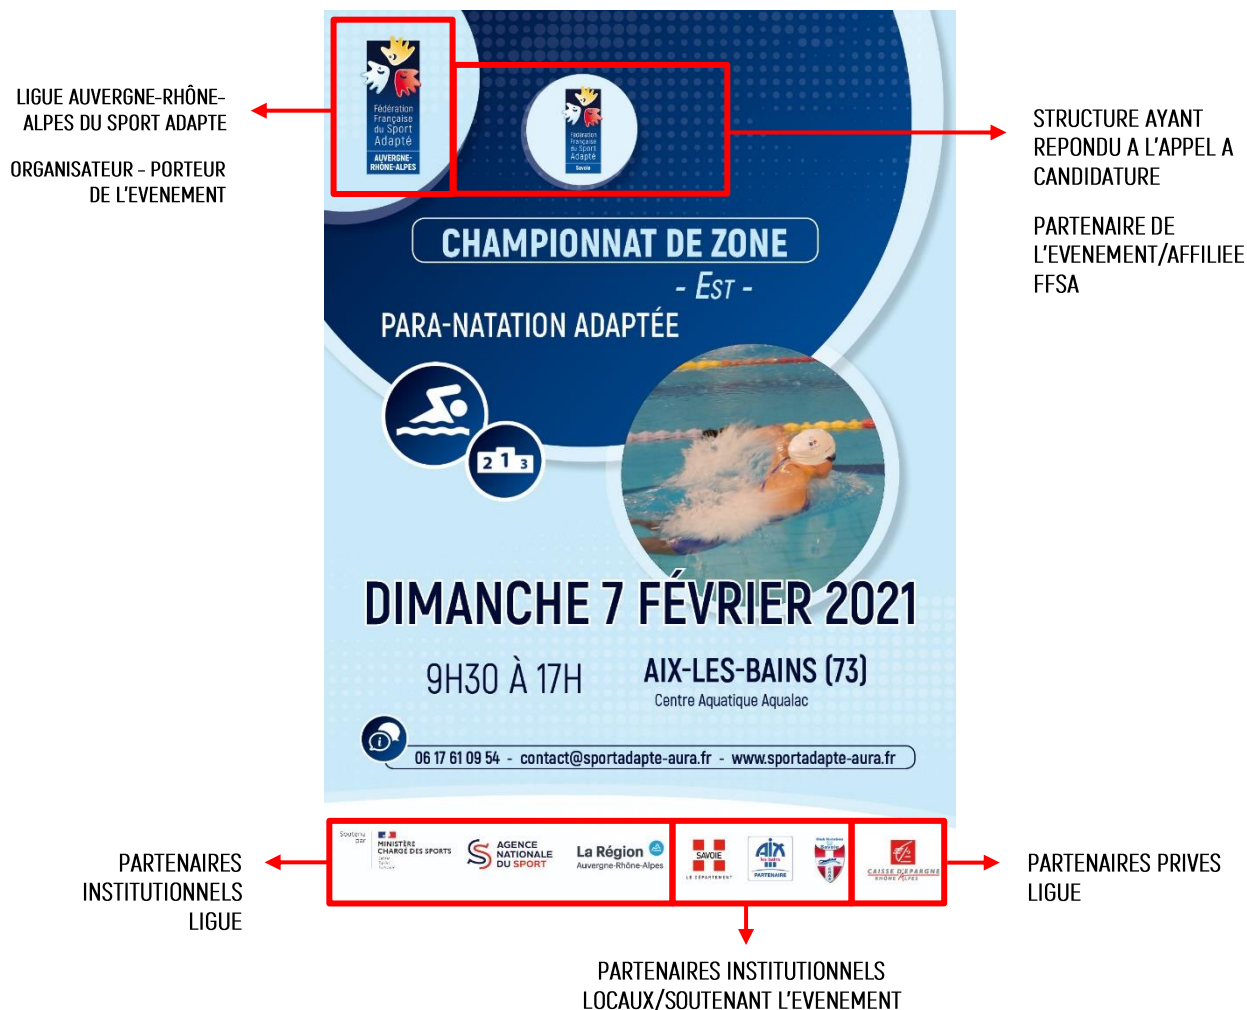 LIGUE AUVERGNE-RHÔNE-
ALPES DU SPORT ADAPTE
ORGANISATEUR - PORTEUR
DE L'EVENEMENT
Fédération
Française
du Sport
Adapté
AUVERGNE-
RHÔNE-ALPES
Fédération
Française
du Sport
Adapté
Savoie
STRUCTURE AYANT
REPONDU A L'APPEL A
CANDIDATURE
PARTENAIRE DE
L'EVENEMENT/AFFILIEE
FFSA
CHAMPIONNAT DE ZONE
- EST -
PARA-NATATION ADAPTÉE
2 1 3
DIMANCHE 7 FÉVRIER 2021
9H30 À 17H
AIX-LES-BAINS (73)
Centre Aquatique Aqualac
06 17 61 09 54 - contact@sportadapte-aura.fr - www.sportadapte-aura.fr
Soutenu
par
MINISTÈRE
CHARGÉ DES SPORTS
AGENCE
NATIONALE
DU SPORT
La Région
Auvergne-Rhône-Alpes
SAVOIE
LE DÉPARTEMENT
AIX
les bains
PARTENAIRE
Savoie
CAISSE D'EPARGNE
RHÔNE ALPES
PARTENAIRES
INSTITUTIONNELS
LIGUE
PARTENAIRES PRIVES
LIGUE
PARTENAIRES INSTITUTIONNELS
LOCAUX/SOUTENANT L'EVENEMENT